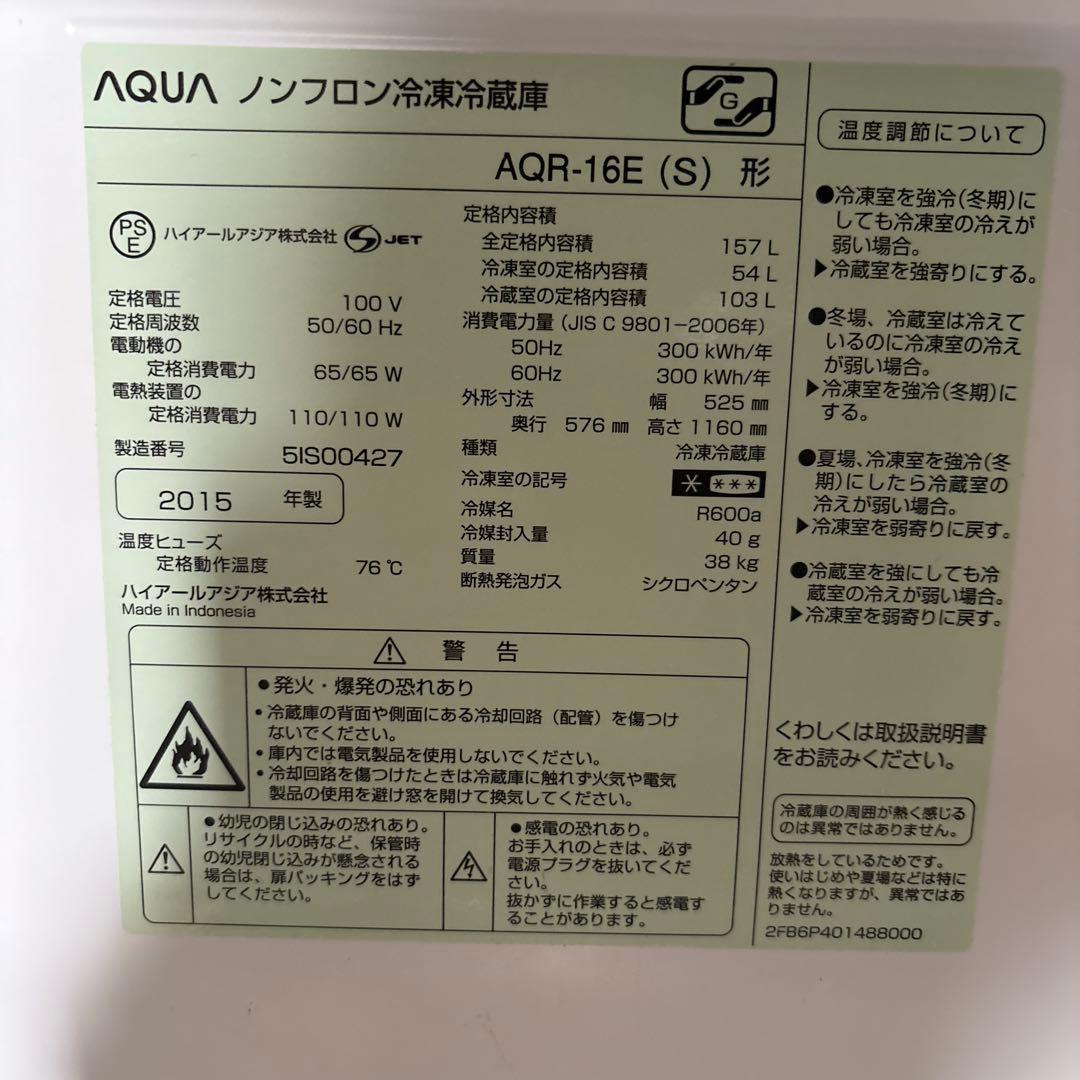 AQUA ノンフロン冷凍冷蔵庫
G
AQR-16E (S) 形
PS
E
ハイアールアジア株式会社
S JET
定格電圧 100 V
定格周波数 50/60 Hz
電動機の
定格消費電力 65/65 W
電熱装置の
定格消費電力 110/110 W
製造番号 5IS00427
2015 年製
温度ヒューズ
定格動作温度 76 ℃
ハイアールアジア株式会社
Made in Indonesia
定格内容積
全定格内容積 157 L
冷凍室の定格内容積 54 L
冷蔵室の定格内容積 103 L
消費電力量 (JIS C 9801-2006年)
50Hz 300 kWh/年
60Hz 300 kWh/年
外形寸法 幅 525 ㎜
奥行 576 ㎜ 高さ 1160 ㎜
種類 冷凍冷蔵庫
冷凍室の記号 * ***
冷媒名 R600a
冷媒封入量 40 g
質量 38 kg
断熱発泡ガス シクロペンタン
⚠ 警 告
●発火・爆発の恐れあり
・冷蔵庫の背面や側面にある冷却回路（配管）を傷つけ
ないでください。
・庫内では電気製品を使用しないでください。
・冷却回路を傷つけたときは冷蔵庫に触れず火気や電気
製品の使用を避け窓を開けて換気してください。
●幼児の閉じ込みの恐れあり。
リサイクルの時など、保管時
の幼児閉じ込みが懸念される
場合は、扉パッキングをはず
してください。
●感電の恐れあり。
お手入れのときは、必ず
電源プラグを抜いてくだ
さい。
抜かずに作業すると感電す
ることがあります。
温度調節について
●冷凍室を強冷(冬期)に
しても冷凍室の冷えが
弱い場合。
▶冷蔵室を強寄りにする。
●冬場、冷蔵室は冷えて
いるのに冷凍室の冷え
が弱い場合。
▶冷凍室を強冷(冬期)に
する。
●夏場、冷凍室を強冷(冬
期)にしたら冷蔵室の
冷えが弱い場合。
▶冷凍室を弱寄りに戻す。
●冷蔵室を強にしても冷
蔵室の冷えが弱い場合。
▶冷凍室を弱寄りに戻す。
くわしくは取扱説明書
をお読みください。
冷蔵庫の周囲が熱く感じる
のは異常ではありません。
放熱をしているためです。
使いはじめや夏場などは特に
熱くなりますが、異常ではあ
りません。
2FB6P401488000